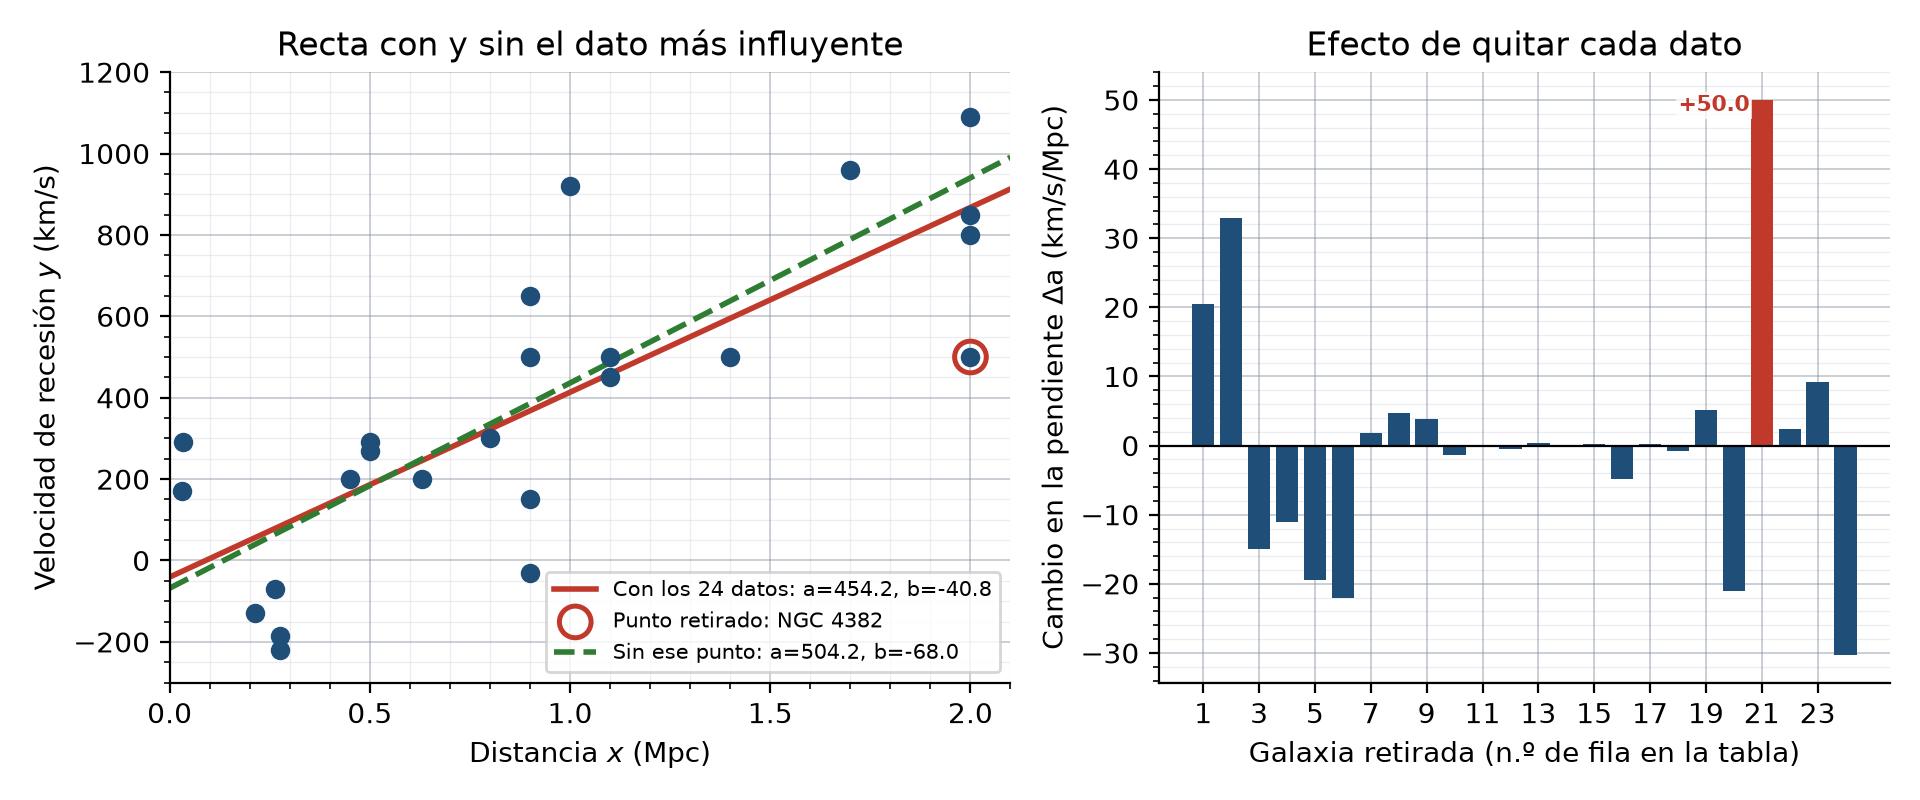 Recta con y sin el dato más influyente
Velocidad de recesión y (km/s)
1200
1000
800
600
400
200
0
−200
0.0 0.5 1.0 1.5 2.0
Distancia x (Mpc)
Con los 24 datos: a=454.2, b=-40.8
Punto retirado: NGC 4382
Sin ese punto: a=504.2, b=-68.0
Efecto de quitar cada dato
Cambio en la pendiente Δa (km/s/Mpc)
50
40
30
20
10
0
−10
−20
−30
+50.0
1 3 5 7 9 11 13 15 17 19 21 23
Galaxia retirada (n.º de fila en la tabla)